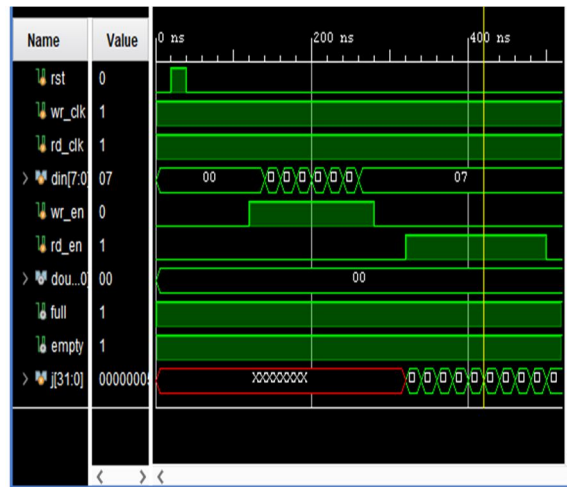 Name Value 0 ns 200 ns 400 ns
rst 0
wr_clk 1
rd_clk 1
din[7:0] 07 00 07
wr_en 0
rd_en 1
dou...0] 00 00
full 1
empty 1
j[31:0] 00000005 XXXXXXXX